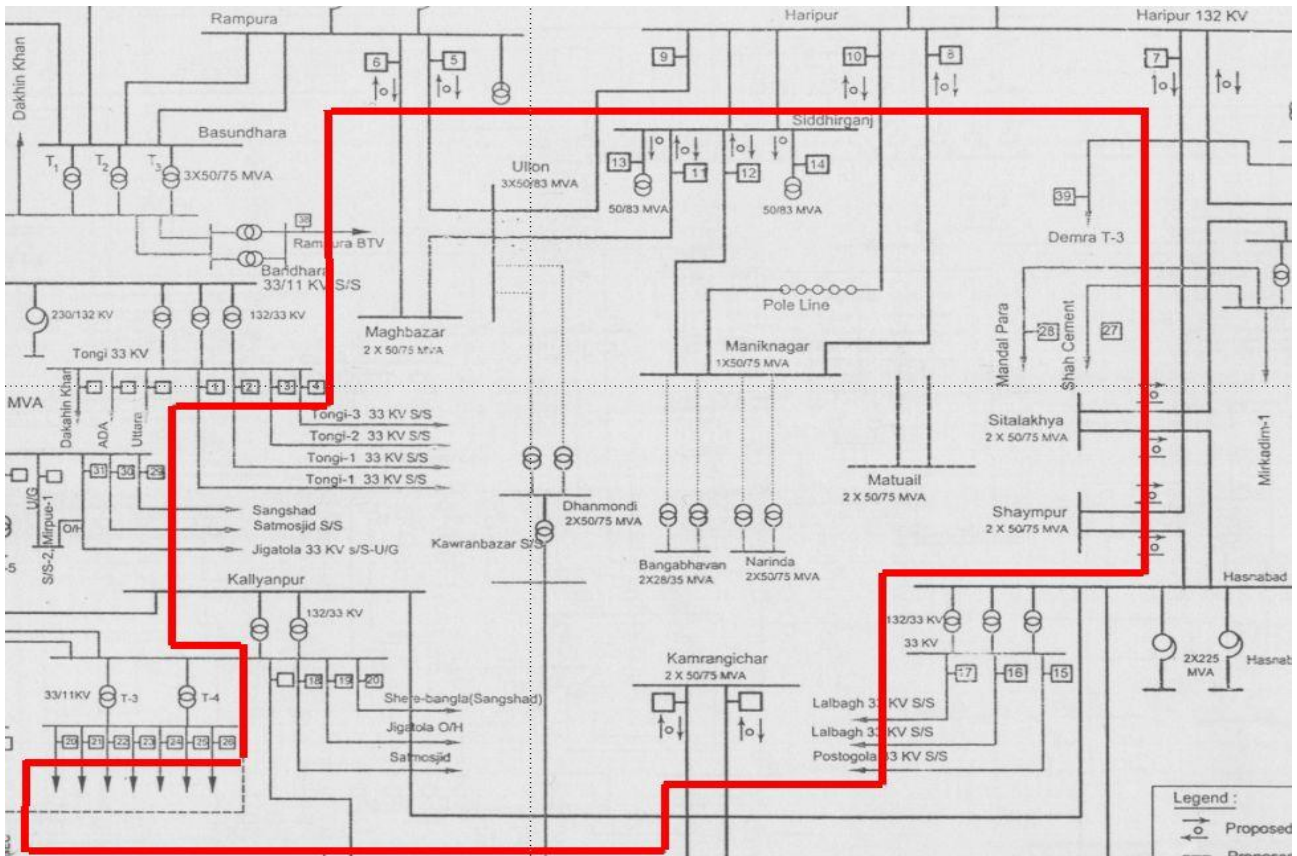 Rampura
Haripur
Haripur 132 KV
Dakhin Khan
6
5
9
10
8
7
Basundhara
Siddhirganj
T1
T2
T3
3X50/75 MVA
Ullon
3X50/83 MVA
13
11
12
14
50/83 MVA
50/83 MVA
39
Demra T-3
38
Rampura BTV
Bandhara
33/11 KV S/S
230/132 KV
132/33 KV
Pole Line
Maghbazar
2 X 50/75 MVA
Maniknagar
1X50/75 MVA
Mandal Para
28
Shah Cement
27
Tongi 33 KV
1
2
3
4
MVA
Dakahin Khan
ADA
Uttara
Tongi-3 33 KV S/S
Tongi-2 33 KV S/S
Tongi-1 33 KV S/S
Tongi-1 33 KV S/S
Sitalakhya
2 X 50/75 MVA
Mirkadim-1
31
30
29
U/G
O/H
S/S-2, Mirpue-1
-5
Sangshad
Satmosjid S/S
Jigatola 33 KV s/S-U/G
Matuail
2 X 50/75 MVA
Dhanmondi
2X50/75 MVA
Kawranbazar S/S
Shaympur
2 X 50/75 MVA
Bangabhavan
2X28/35 MVA
Narinda
2X50/75 MVA
Kallyanpur
Hasnabad
132/33 KV
132/33 KV
33 KV
Kamrangichar
2 X 50/75 MVA
17
16
15
2X225
MVA
Hasnab
33/11KV
T-3
T-4
18
19
20
Shere-bangla(Sangshad)
Jigatola O/H
Satmosjid
Lalbagh 33 KV S/S
Lalbagh 33 KV S/S
Postogola 33 KV S/S
20
21
22
23
24
25
26
Legend :
Proposed